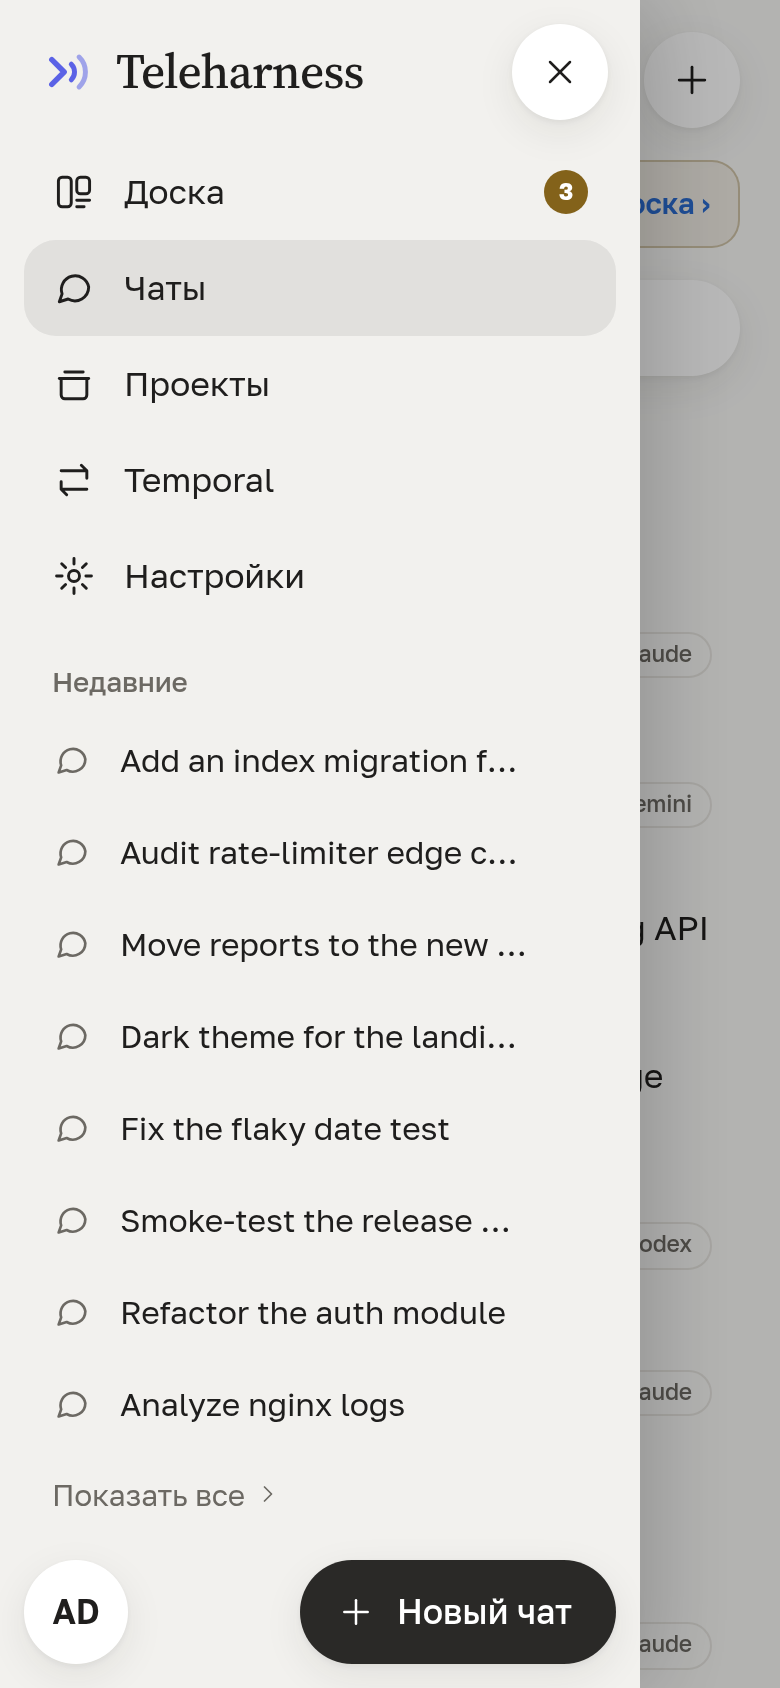 Teleharness
Доска
3
Чаты
Проекты
Temporal
Настройки
Недавние
Add an index migration f...
Audit rate-limiter edge c...
Move reports to the new ...
Dark theme for the landi...
Fix the flaky date test
Smoke-test the release ...
Refactor the auth module
Analyze nginx logs
Показать все
AD
Новый чат
API